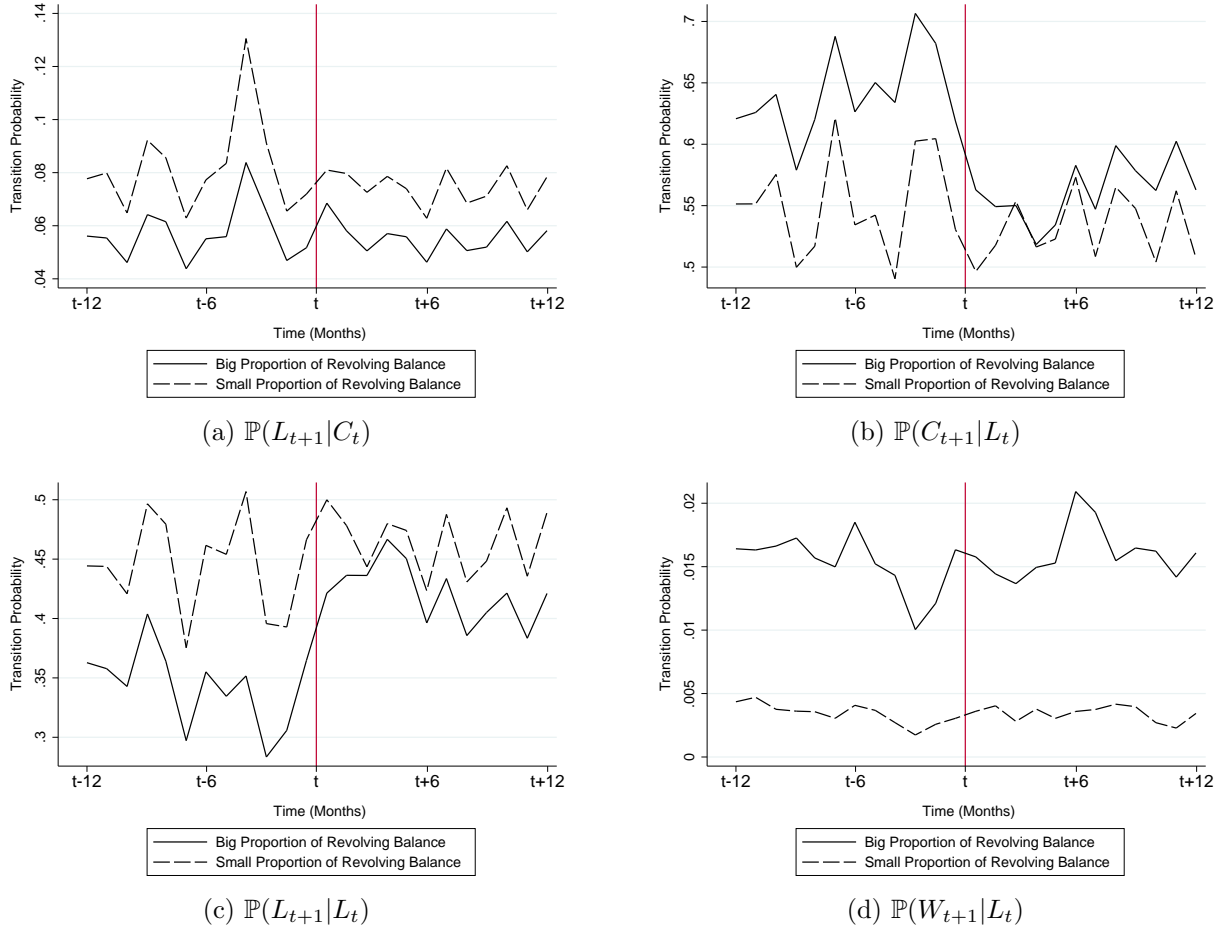 .14
.12
.1
.08
.06
.04
Transition Probability
t-12
t-6
t
t+6
t+12
Time (Months)
Big Proportion of Revolving Balance
Small Proportion of Revolving Balance
(a) ℙ(L_{t+1}|C_t)
.7
.65
.6
.55
.5
Transition Probability
t-12
t-6
t
t+6
t+12
Time (Months)
Big Proportion of Revolving Balance
Small Proportion of Revolving Balance
(b) ℙ(C_{t+1}|L_t)
.5
.45
.4
.35
.3
Transition Probability
t-12
t-6
t
t+6
t+12
Time (Months)
Big Proportion of Revolving Balance
Small Proportion of Revolving Balance
(c) ℙ(L_{t+1}|L_t)
.02
.015
.01
.005
0
Transition Probability
t-12
t-6
t
t+6
t+12
Time (Months)
Big Proportion of Revolving Balance
Small Proportion of Revolving Balance
(d) ℙ(W_{t+1}|L_t)